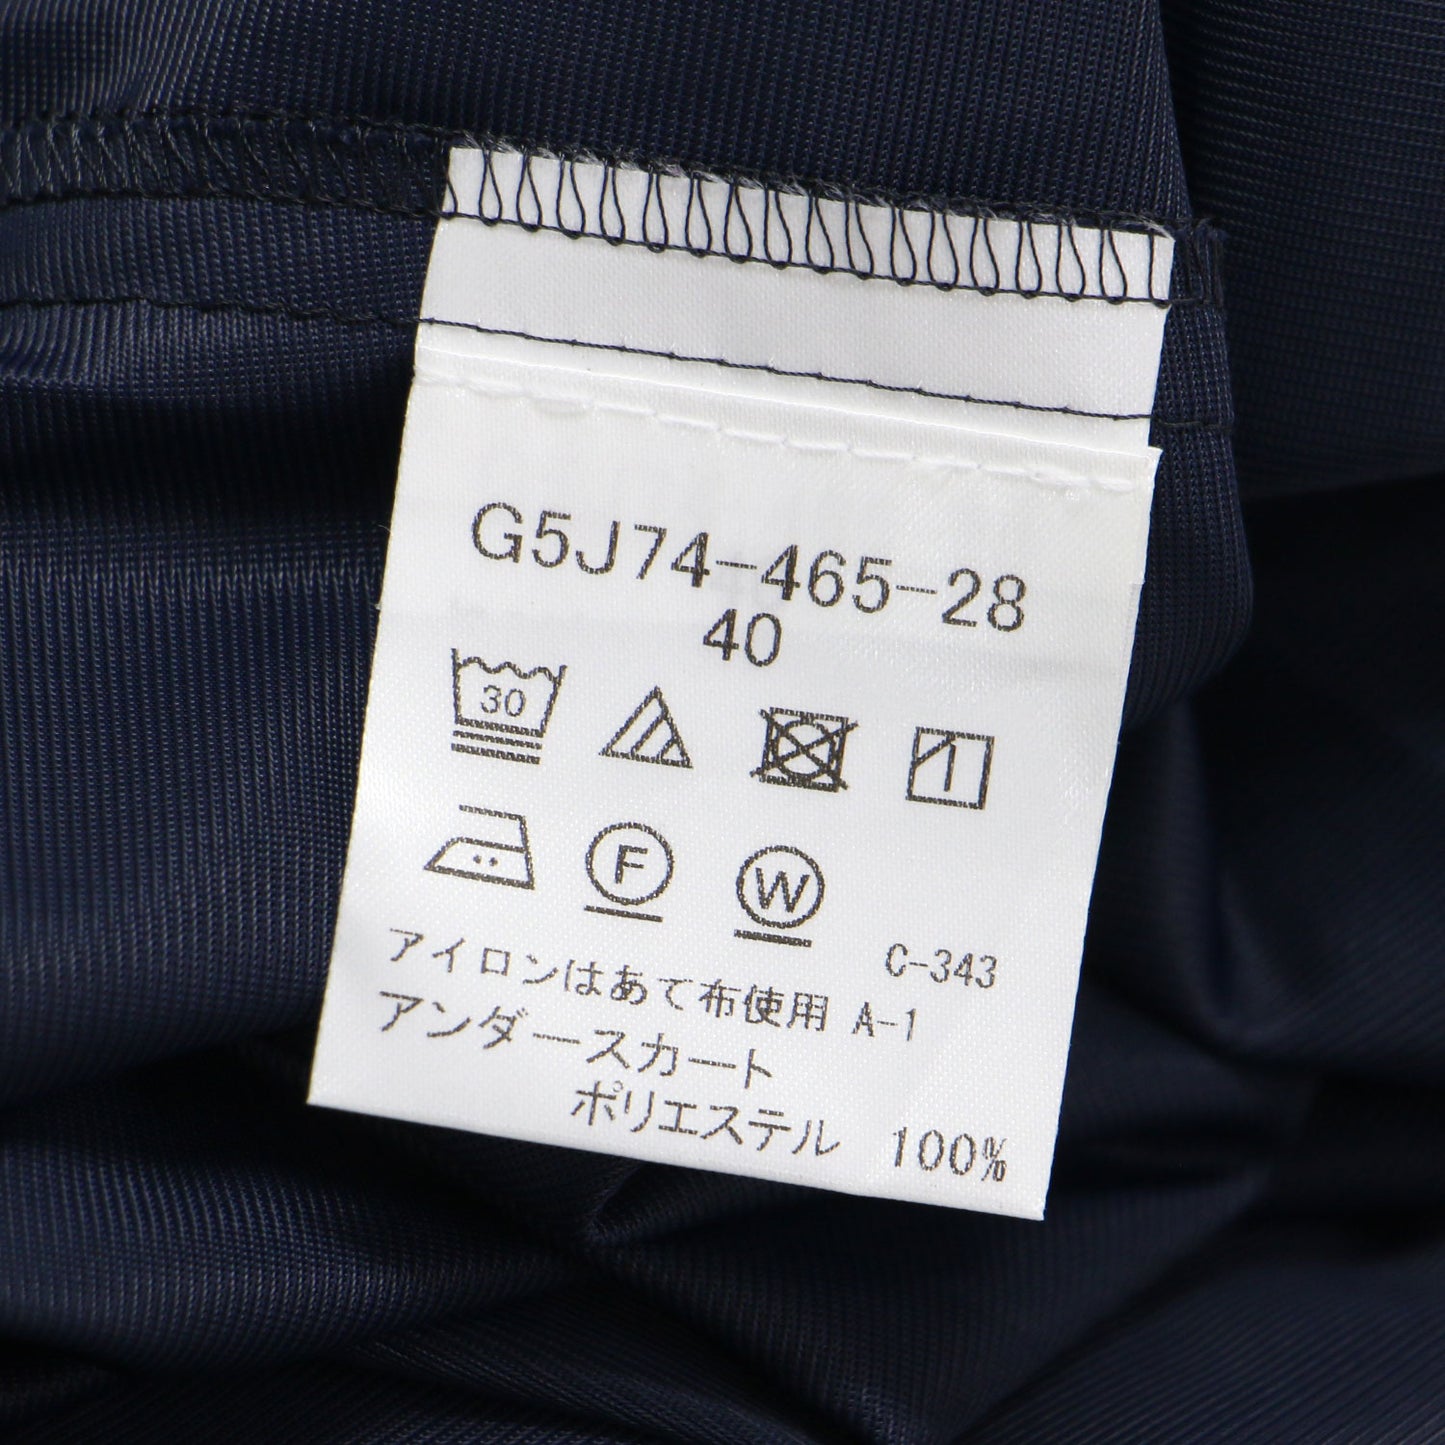 G5J74-465-28
40
30
F W
C-343
アイロンはあて布使用 A-1
アンダースカート
ポリエステル 100%